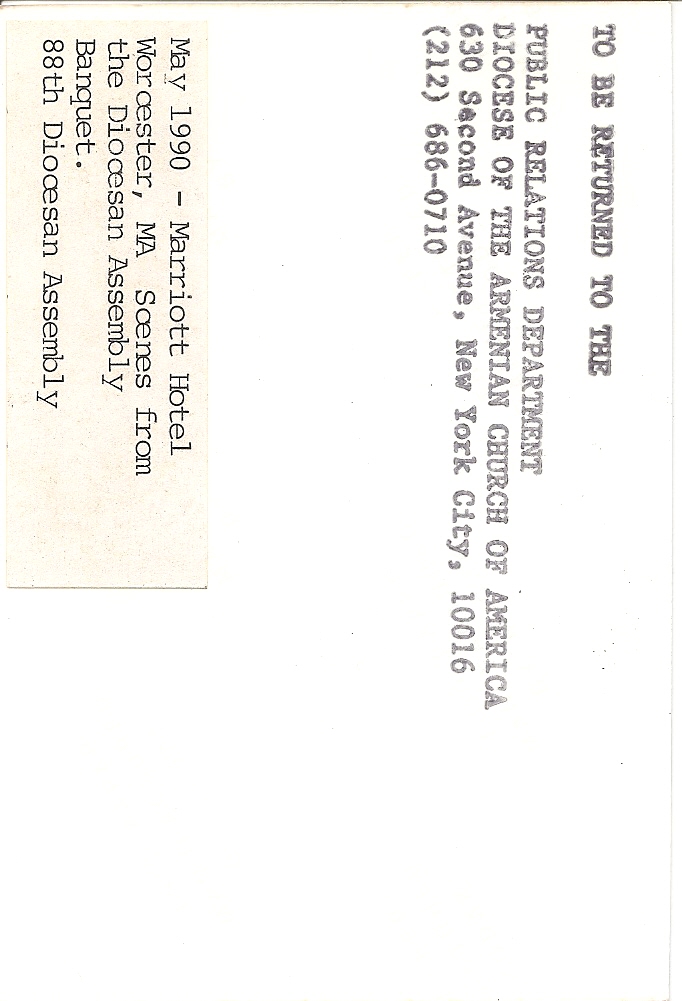 TO BE RETURNED TO THE
PUBLIC RELATIONS DEPARTMENT
DIOCESE OF THE ARMENIAN CHURCH OF AMERICA
630 Second Avenue, New York City, 10016
(212) 686-0710
May 1990 - Marriott Hotel
Worcester, MA Scenes from
the Diocesan Assembly
Banquet.
88th Diocesan Assembly